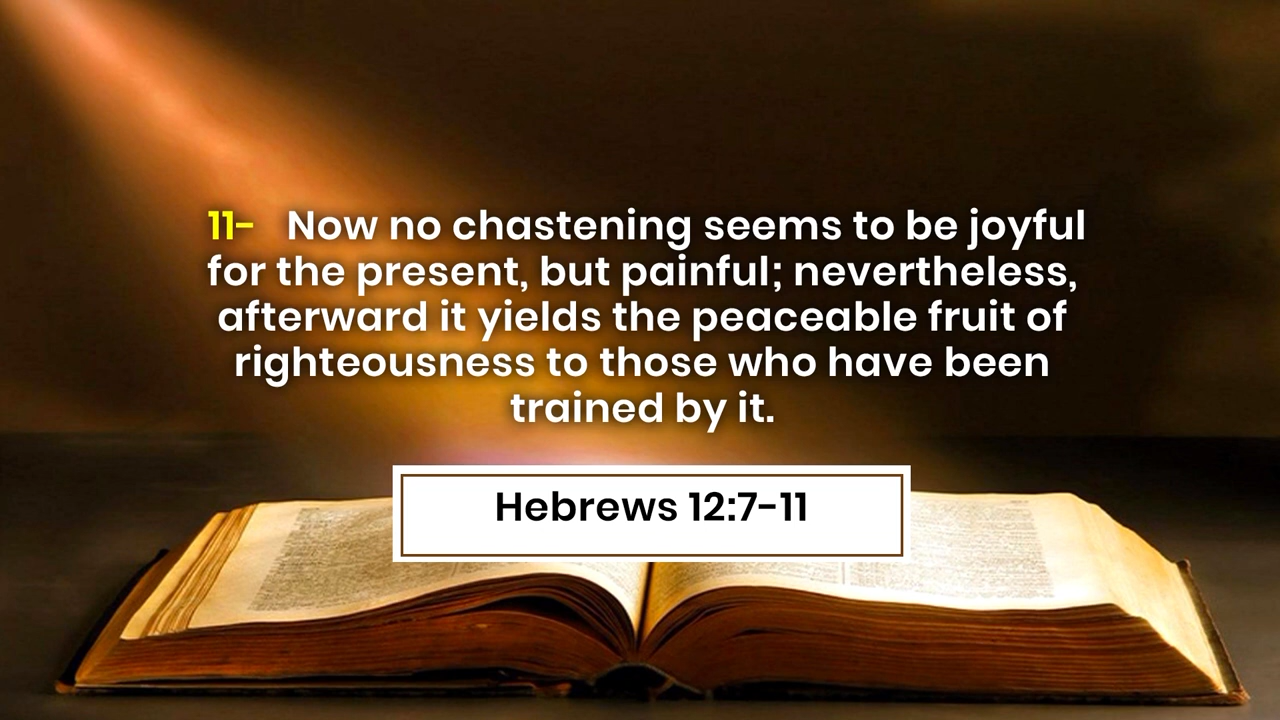 11- Now no chastening seems to be joyful
for the present, but painful; nevertheless,
afterward it yields the peaceable fruit of
righteousness to those who have been
trained by it.
Hebrews 12:7-11